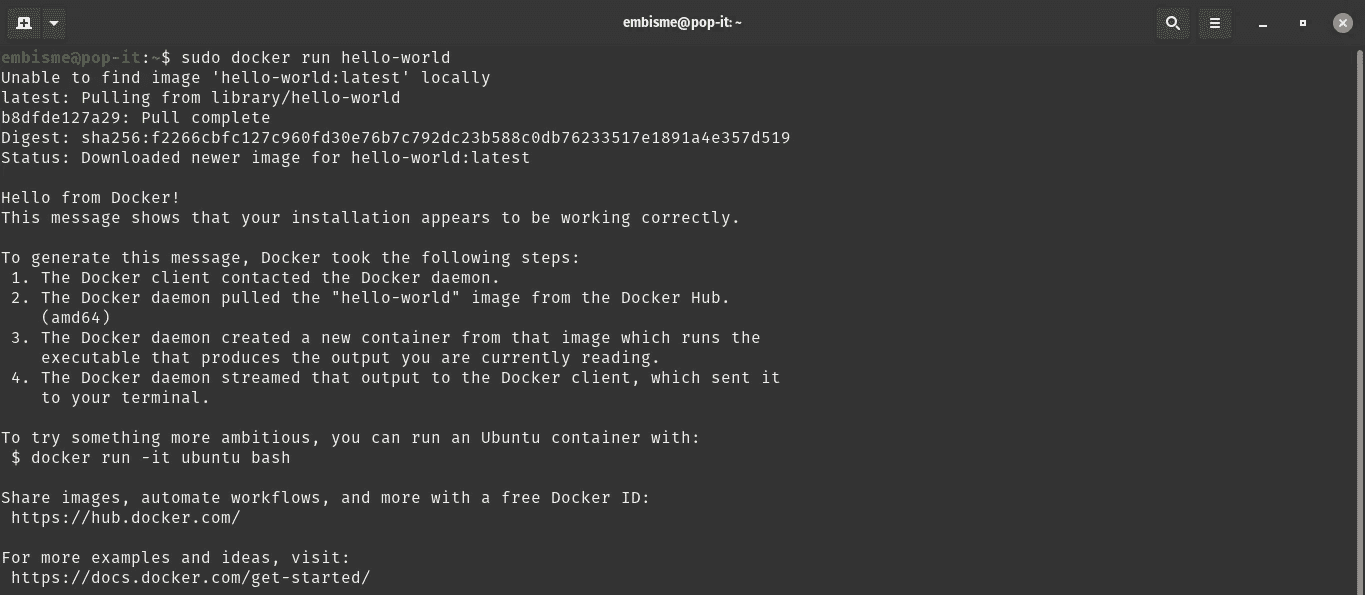 embisme@pop-it: ~
embisme@pop-it:~$ sudo docker run hello-world
Unable to find image 'hello-world:latest' locally
latest: Pulling from library/hello-world
b8dfde127a29: Pull complete
Digest: sha256:f2266cbfc127c960fd30e76b7c792dc23b588c0db76233517e1891a4e357d519
Status: Downloaded newer image for hello-world:latest

Hello from Docker!
This message shows that your installation appears to be working correctly.

To generate this message, Docker took the following steps:
 1. The Docker client contacted the Docker daemon.
 2. The Docker daemon pulled the "hello-world" image from the Docker Hub.
    (amd64)
 3. The Docker daemon created a new container from that image which runs the
    executable that produces the output you are currently reading.
 4. The Docker daemon streamed that output to the Docker client, which sent it
    to your terminal.

To try something more ambitious, you can run an Ubuntu container with:
 $ docker run -it ubuntu bash

Share images, automate workflows, and more with a free Docker ID:
 https://hub.docker.com/

For more examples and ideas, visit:
 https://docs.docker.com/get-started/